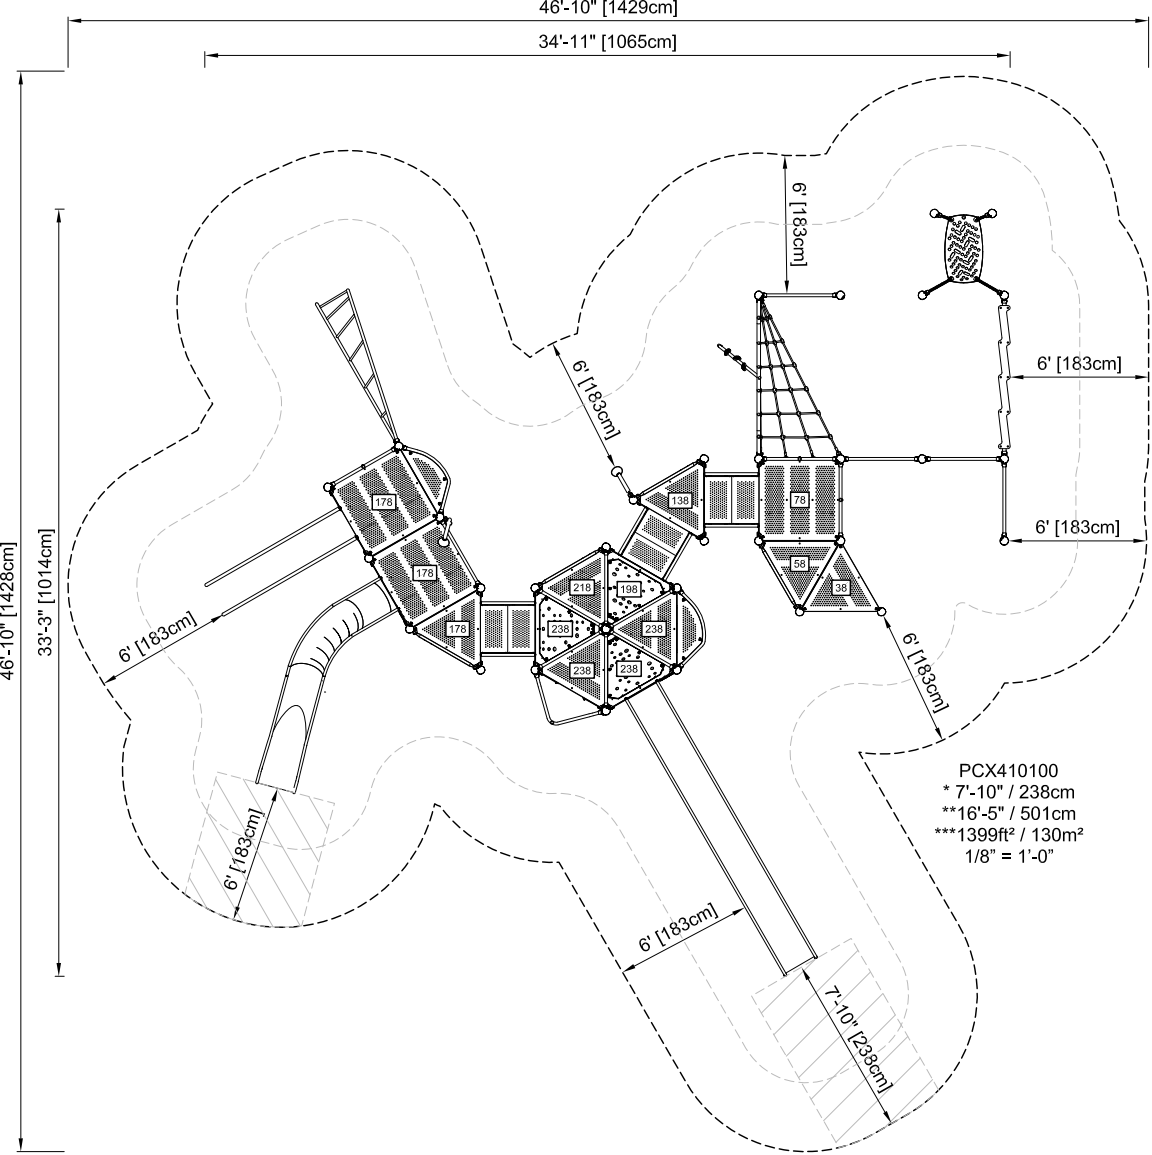 46'-10" [1429cm]
34'-11" [1065cm]
46'-10" [1428cm]
33'-3" [1014cm]
6' [183cm]
6' [183cm]
6' [183cm]
6' [183cm]
6' [183cm]
6' [183cm]
6' [183cm]
6' [183cm]
7'-10" [238cm]
178
178
178
138
78
58
38
218
198
238
238
238
238
PCX410100
* 7'-10" / 238cm
**16'-5" / 501cm
***1399ft² / 130m²
1/8” = 1’-0”